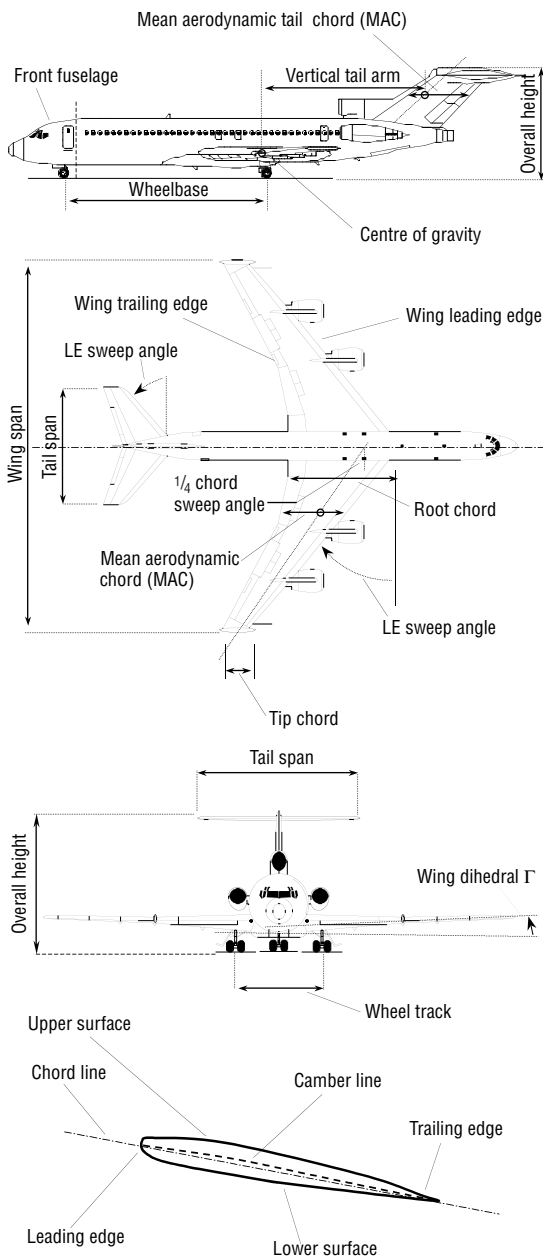 Mean aerodynamic tail chord (MAC)
Front fuselage
Vertical tail arm
Overall height
Wheelbase
Centre of gravity
Wing trailing edge
Wing leading edge
LE sweep angle
Wing span
Tail span
1/4 chord
sweep angle
Root chord
Mean aerodynamic
chord (MAC)
LE sweep angle
Tip chord
Tail span
Overall height
Wing dihedral Γ
Wheel track
Upper surface
Chord line
Camber line
Trailing edge
Leading edge
Lower surface